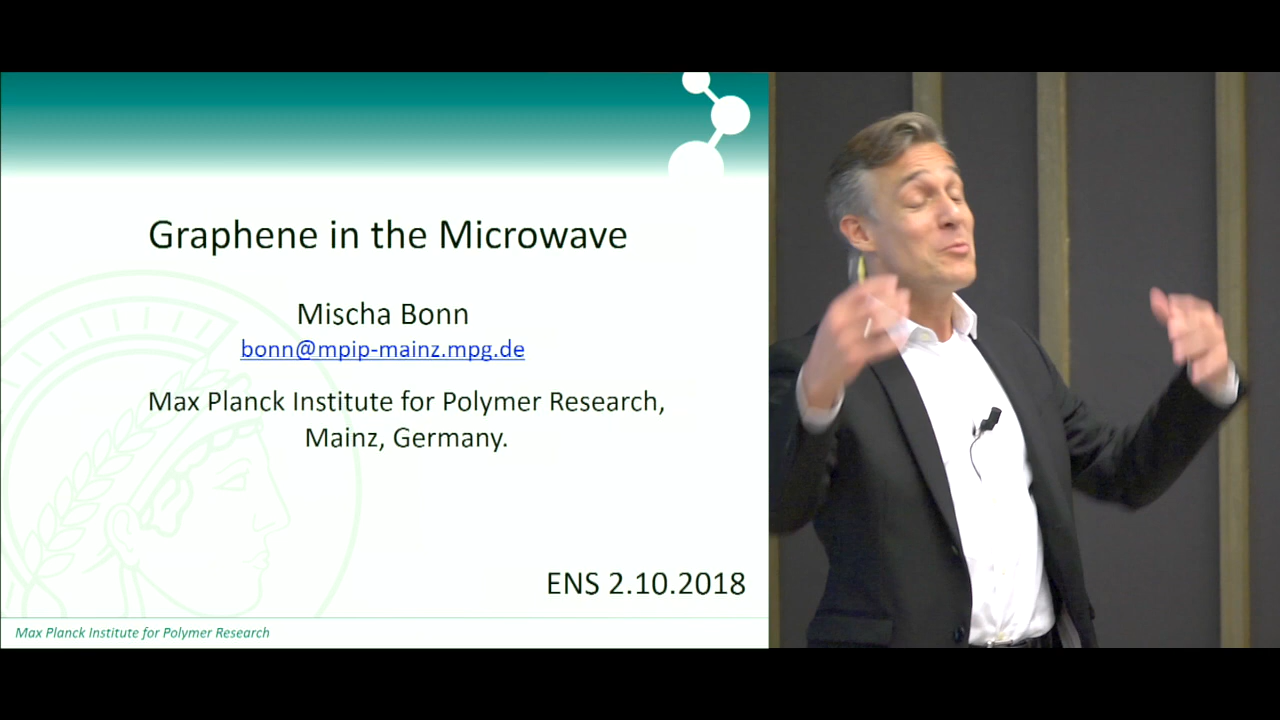 Graphene in the Microwave
Mischa Bonn
bonn@mpip-mainz.mpg.de
Max Planck Institute for Polymer Research,
Mainz, Germany.
ENS 2.10.2018
Max Planck Institute for Polymer Research